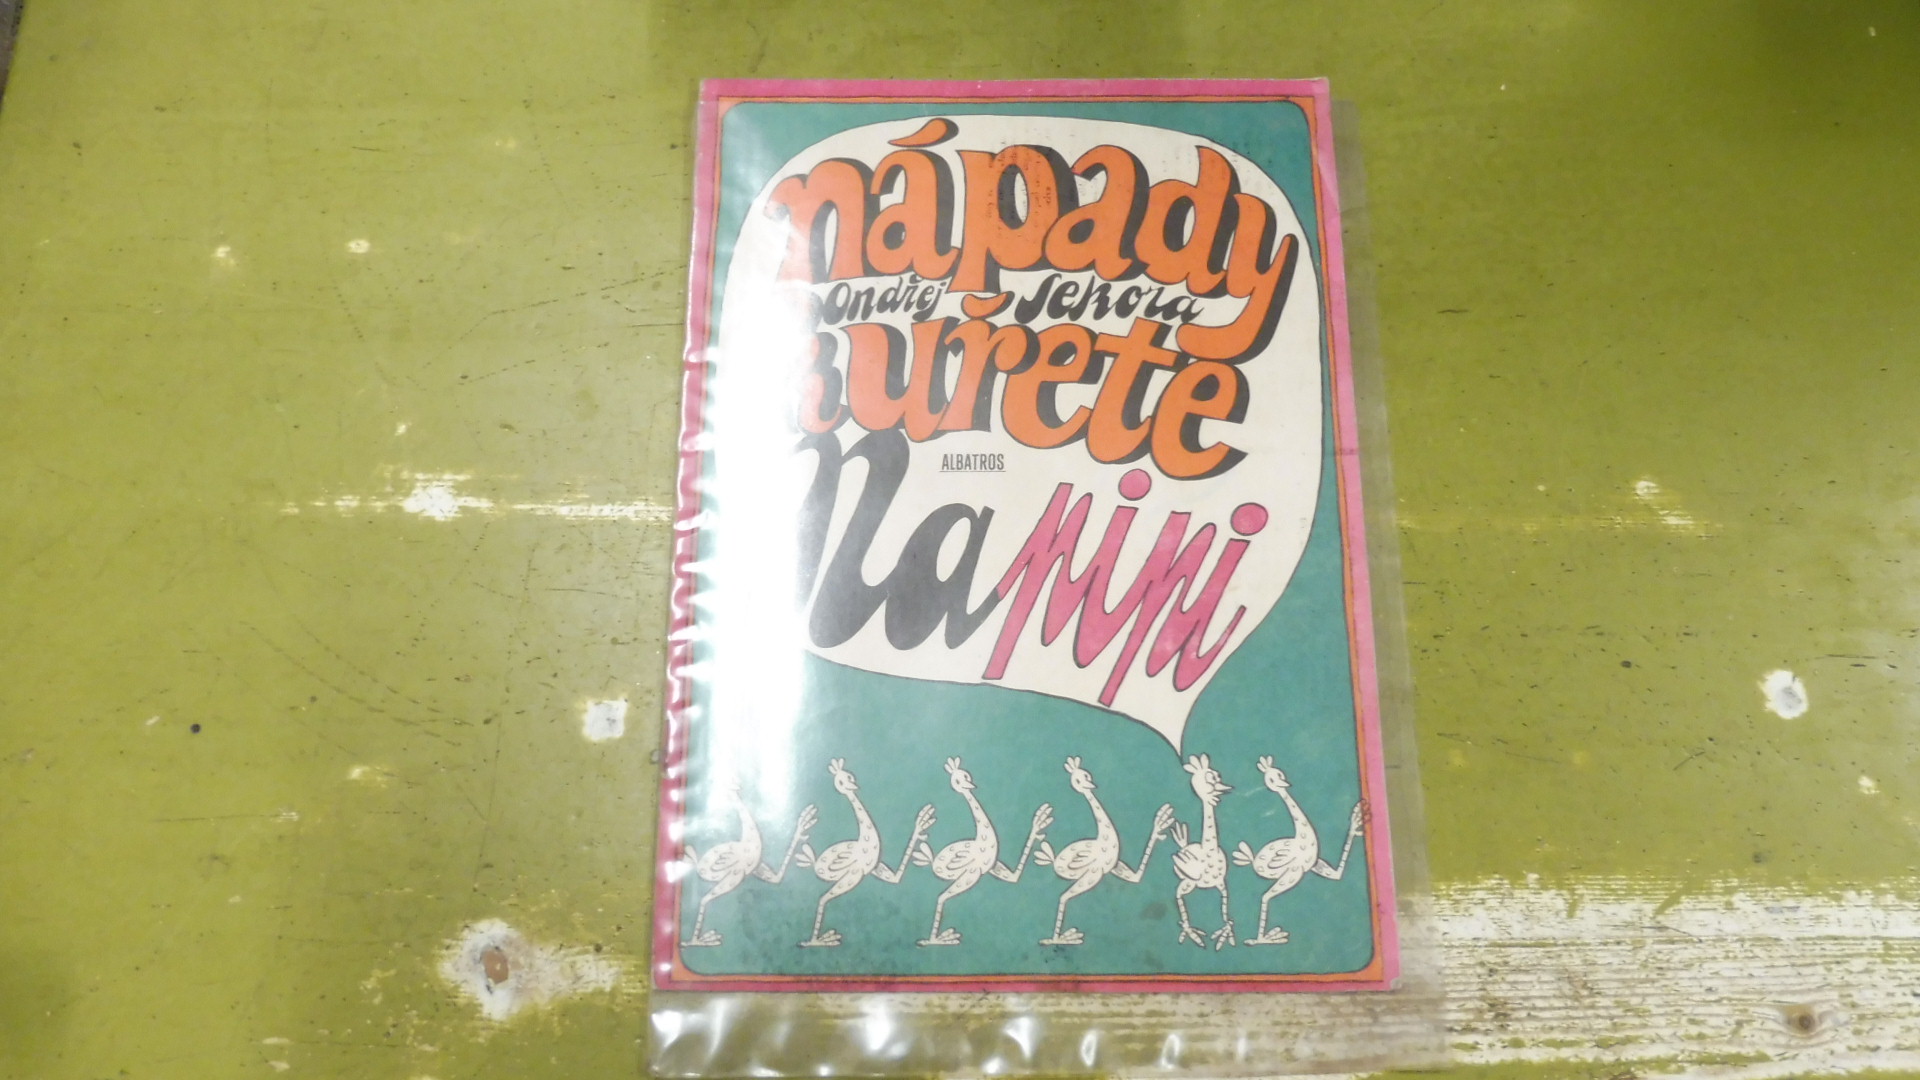 nápady
Ondřej Sekora
kuřete
ALBATROS
Napipi